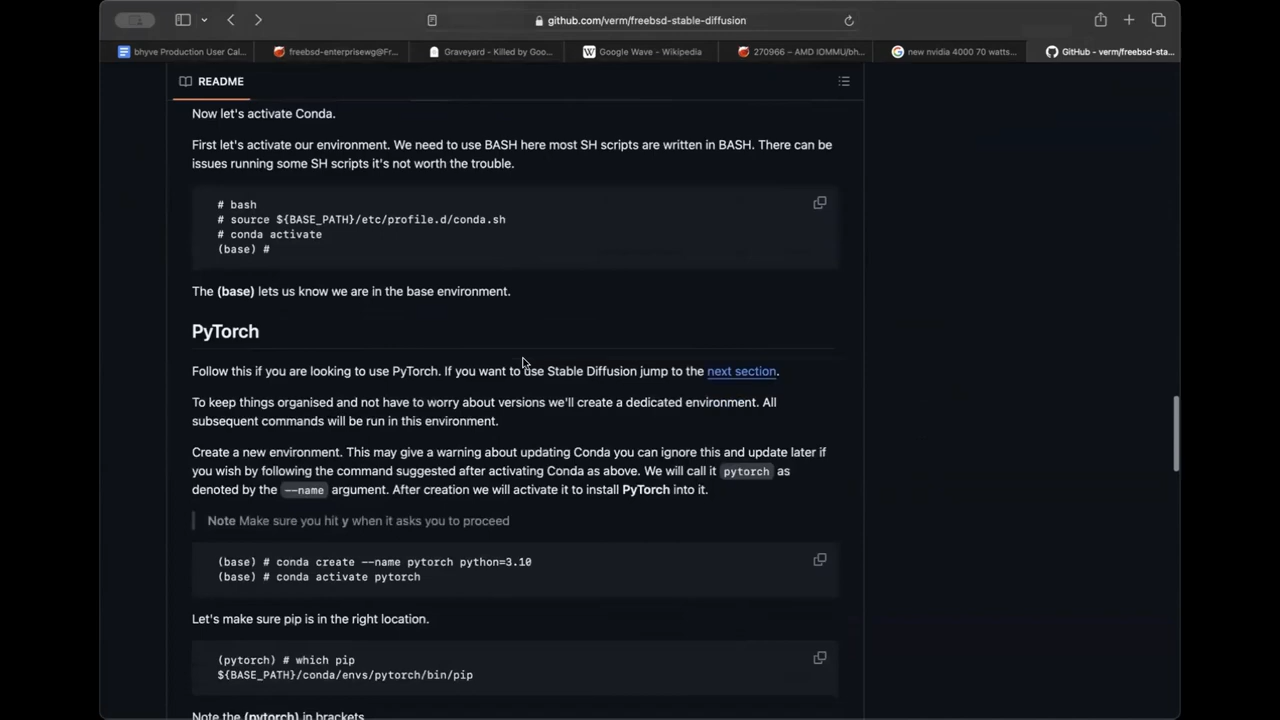 github.com/verm/freebsd-stable-diffusion
bhyve Production User Cal...
freebsd-enterprisewg@Fr...
Graveyard - Killed by Goo...
Google Wave - Wikipedia
270966 – AMD IOMMU/bh...
new nvidia 4000 70 watts...
GitHub - verm/freebsd-sta...
README
Now let's activate Conda.
First let's activate our environment. We need to use BASH here most SH scripts are written in BASH. There can be
issues running some SH scripts it's not worth the trouble.
# bash
# source ${BASE_PATH}/etc/profile.d/conda.sh
# conda activate
(base) #
The (base) lets us know we are in the base environment.
PyTorch
Follow this if you are looking to use PyTorch. If you want to use Stable Diffusion jump to the next section.
To keep things organised and not have to worry about versions we'll create a dedicated environment. All
subsequent commands will be run in this environment.
Create a new environment. This may give a warning about updating Conda you can ignore this and update later if
you wish by following the command suggested after activating Conda as above. We will call it pytorch as
denoted by the --name argument. After creation we will activate it to install PyTorch into it.
Note Make sure you hit y when it asks you to proceed
(base) # conda create --name pytorch python=3.10
(base) # conda activate pytorch
Let's make sure pip is in the right location.
(pytorch) # which pip
${BASE_PATH}/conda/envs/pytorch/bin/pip
Note the (pytorch) in brackets